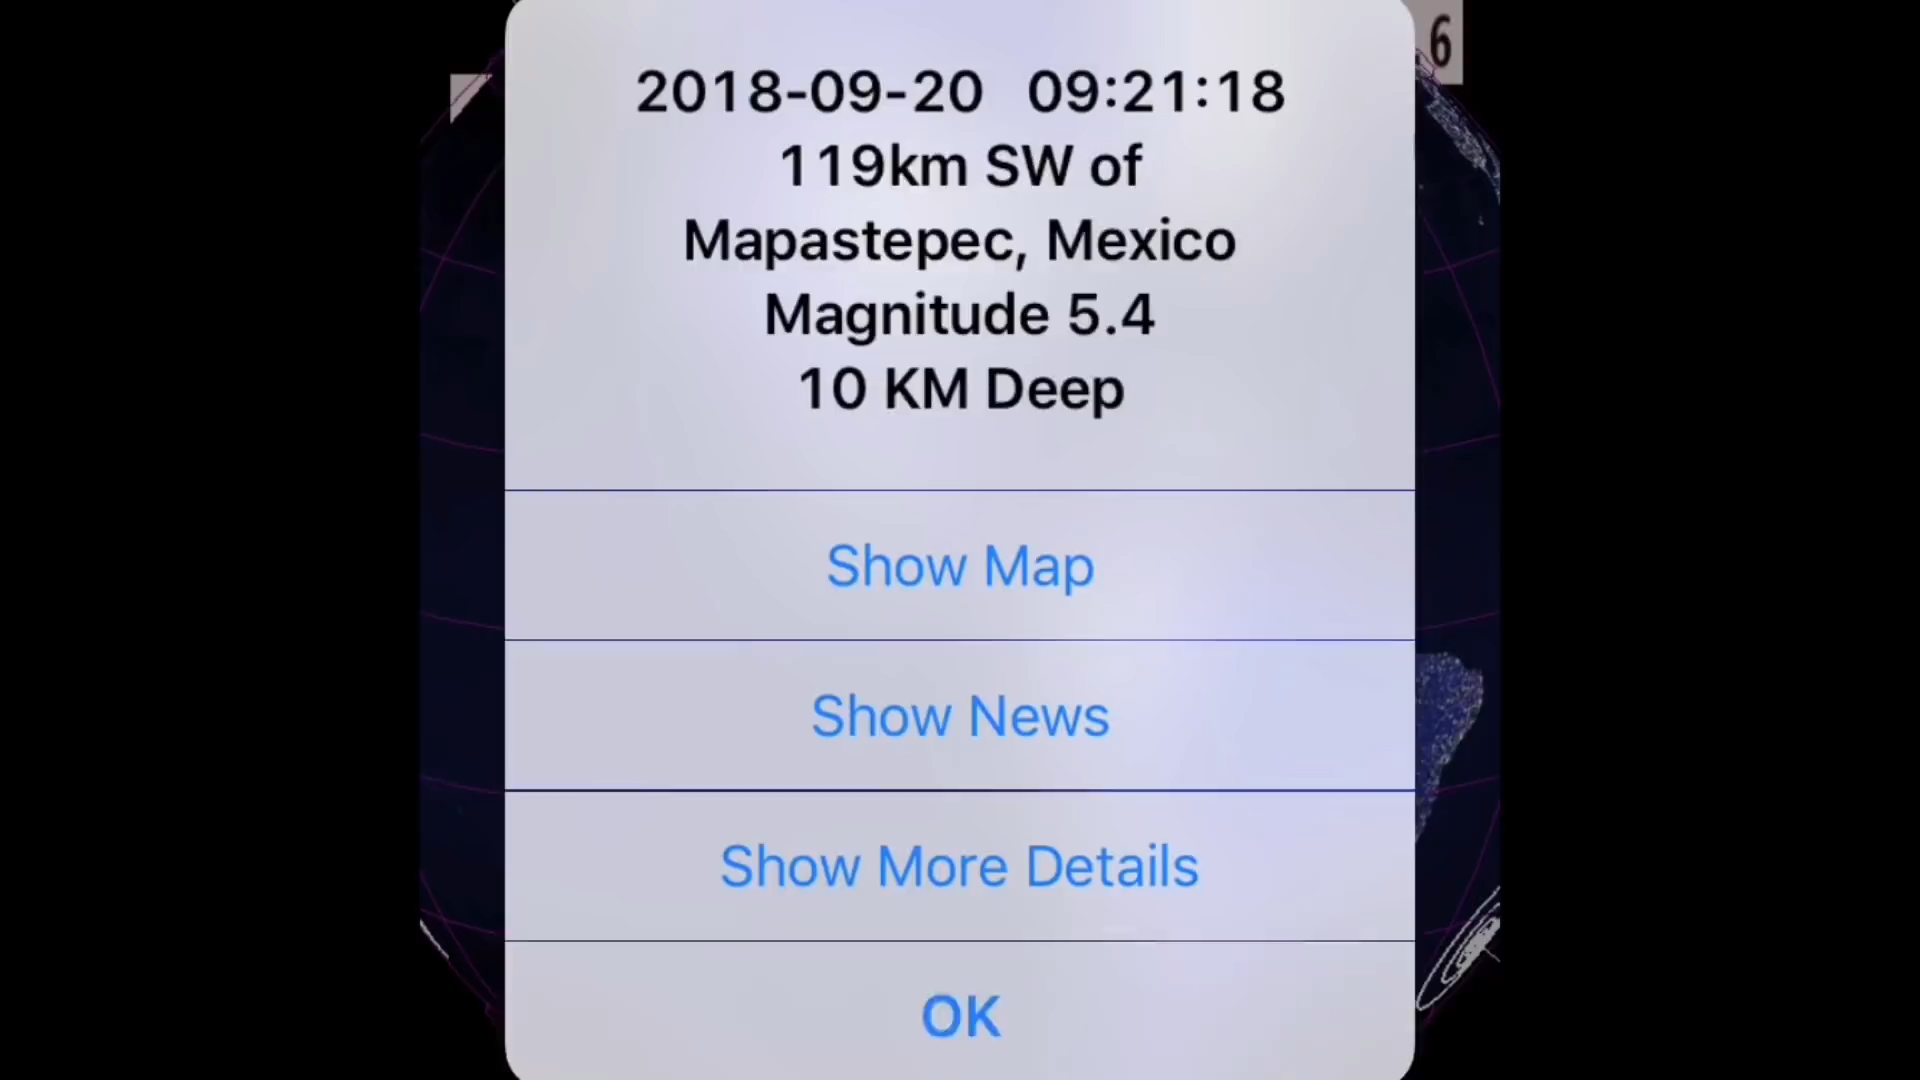 6
2018-09-20 09:21:18
119km SW of
Mapastepec, Mexico
Magnitude 5.4
10 KM Deep
Show Map
Show News
Show More Details
OK